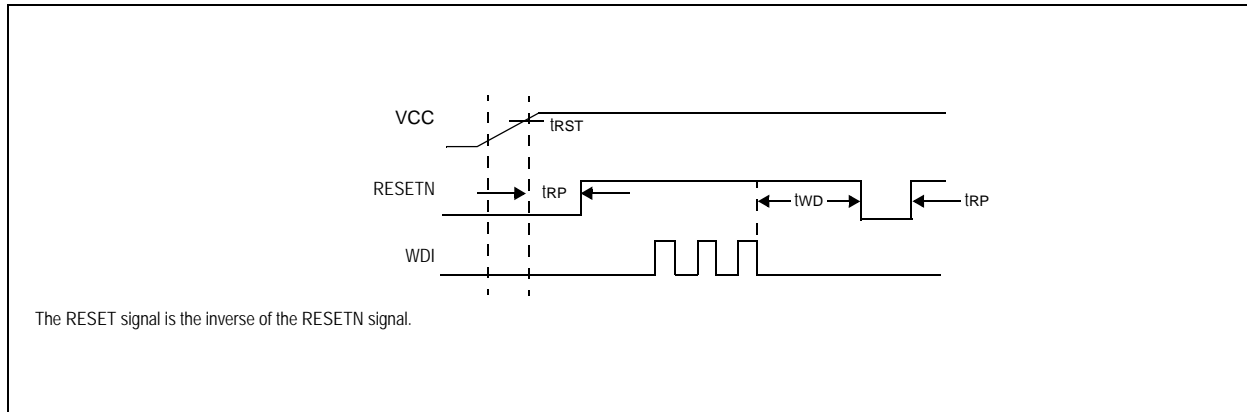 VCC
tRST
RESETN
tRP
tWD
tRP
WDI
The RESET signal is the inverse of the RESETN signal.